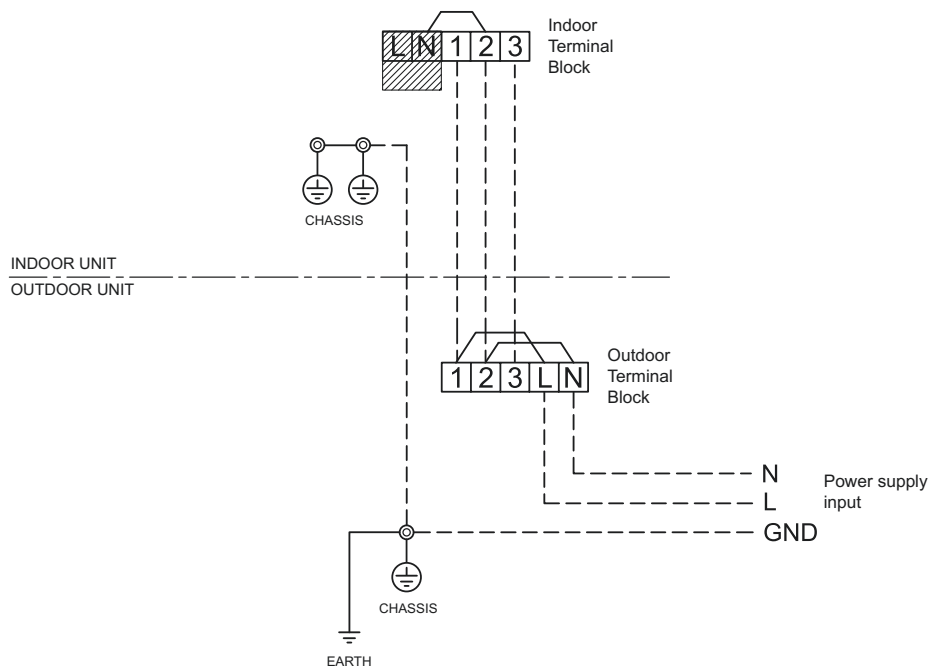 Indoor
Terminal
Block
L N 1 2 3
CHASSIS
INDOOR UNIT
OUTDOOR UNIT
Outdoor
Terminal
Block
1 2 3 L N
N
L
GND
Power supply
input
CHASSIS
EARTH